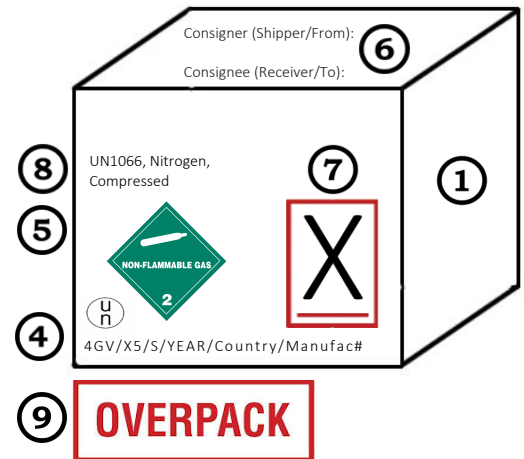 Consigner (Shipper/From):
6
Consignee (Receiver/To):
8
UN1066, Nitrogen,
Compressed
7
1
5
X
NON-FLAMMABLE GAS
2
u
n
4
4GV/X5/S/YEAR/Country/Manufac#
9
OVERPACK